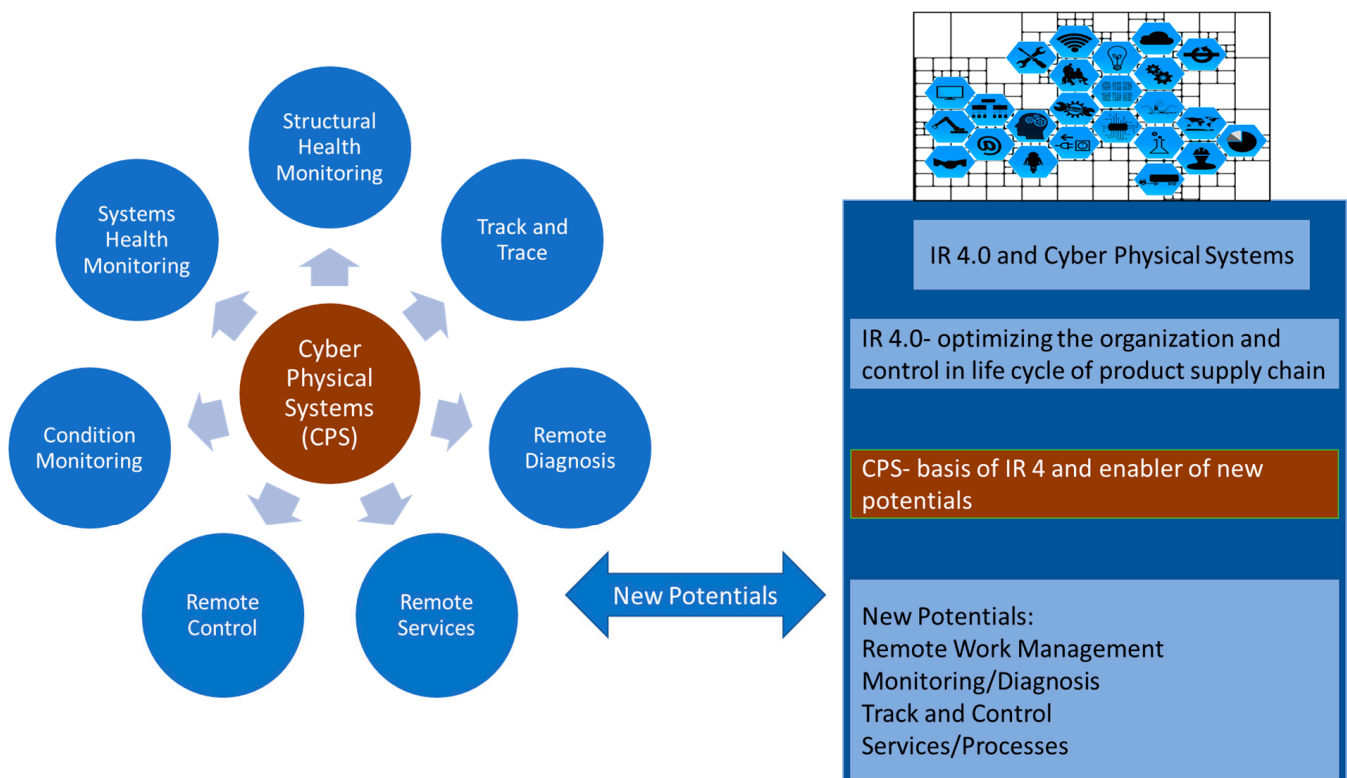 Structural
Health
Monitoring
Systems
Health
Monitoring
Track and
Trace
Cyber
Physical
Systems
(CPS)
Condition
Monitoring
Remote
Diagnosis
Remote
Control
Remote
Services
New Potentials
IR 4.0 and Cyber Physical Systems
IR 4.0- optimizing the organization and
control in life cycle of product supply chain
CPS- basis of IR 4 and enabler of new
potentials
New Potentials:
Remote Work Management
Monitoring/Diagnosis
Track and Control
Services/Processes